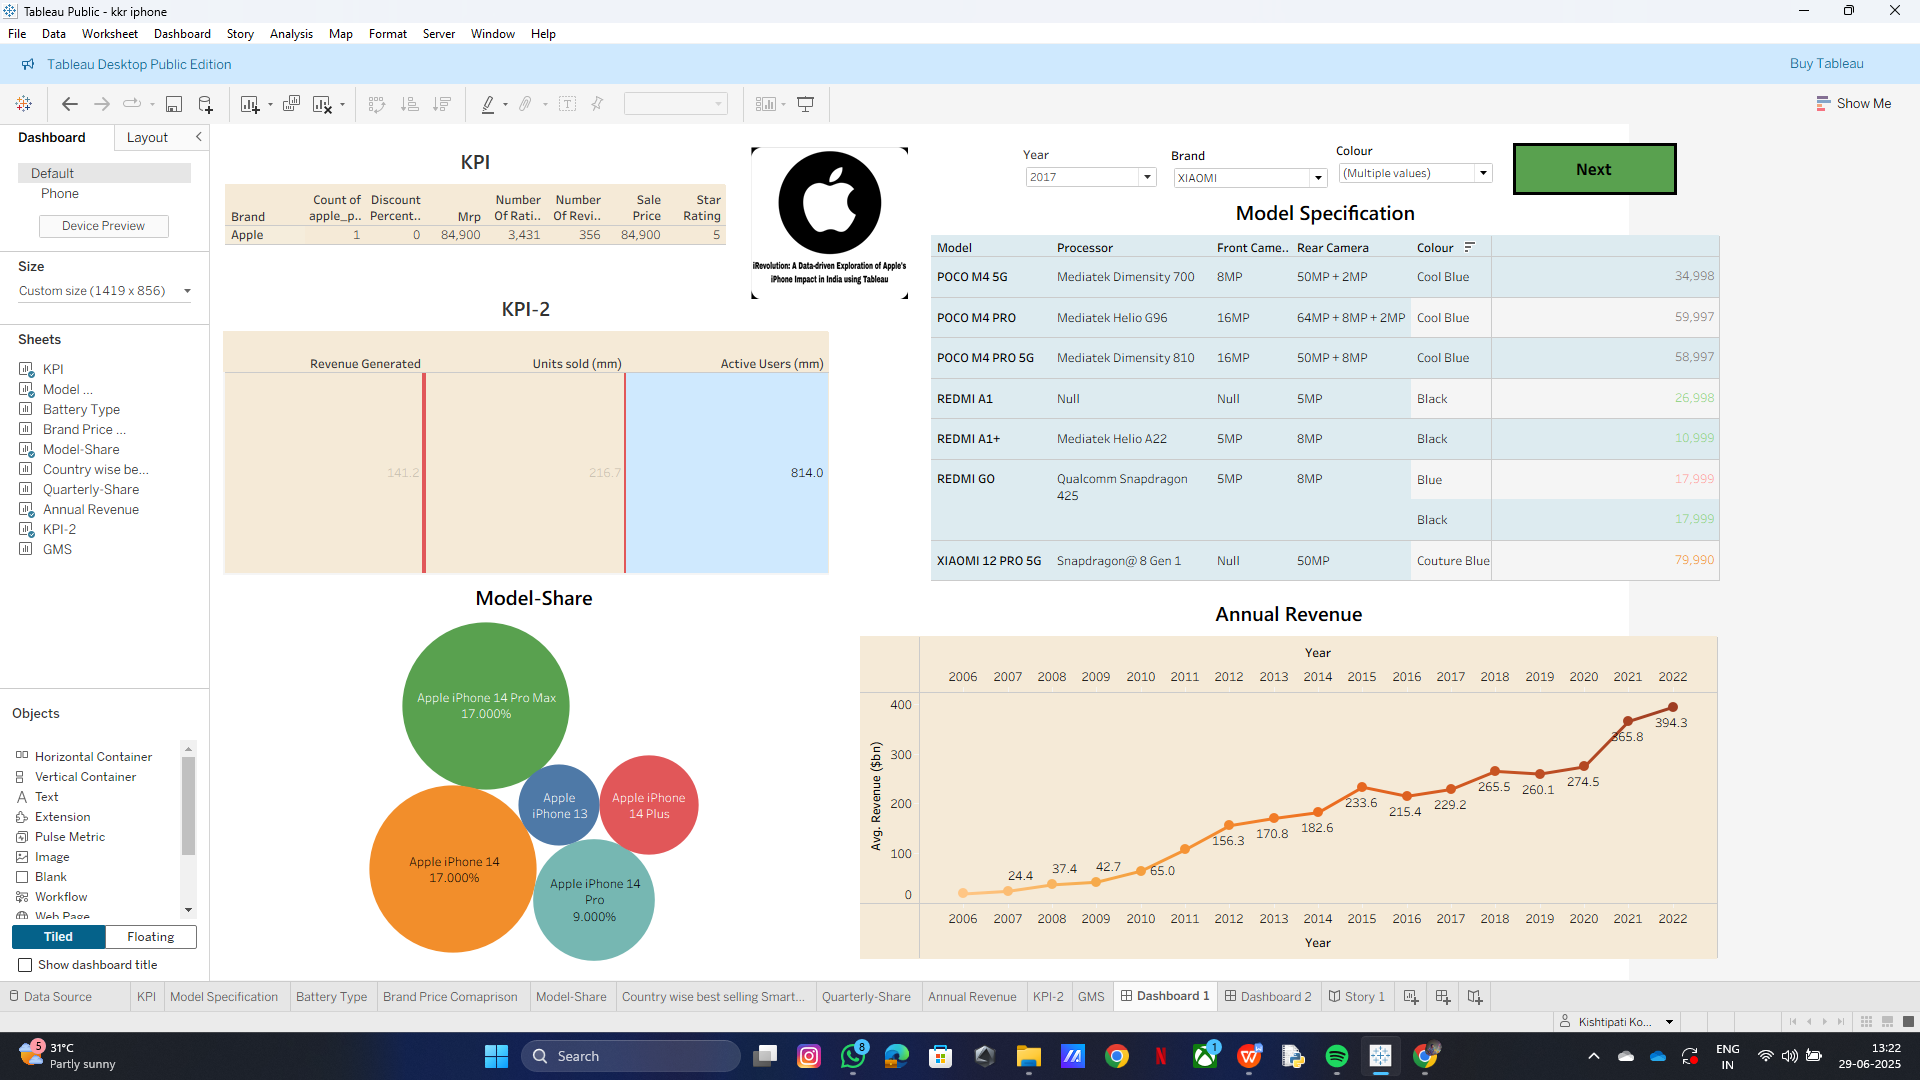 Tableau Public - kkr iphone
File Data Worksheet Dashboard Story Analysis Map Format Server Window Help
Tableau Desktop Public Edition
Buy Tableau
Show Me
Dashboard Layout
Default
Phone
Device Preview
Size
Custom size (1419 x 856)
Sheets
KPI
Model ...
Battery Type
Brand Price ...
Model-Share
Country wise be...
Quarterly-Share
Annual Revenue
KPI-2
GMS
Objects
Horizontal Container
Vertical Container
Text
Extension
Pulse Metric
Image
Blank
Workflow
Web Page
Tiled Floating
Show dashboard title
KPI
Brand Count of apple_p.. Discount Percent.. Mrp Number Of Rati.. Number Of Revi.. Sale Price Star Rating
Apple 1 0 84,900 3,431 356 84,900 5
iRevolution: A Data-driven Exploration of Apple's
iPhone Impact in India using Tableau
Year
2017
Brand
XIAOMI
Colour
(Multiple values)
Next
KPI-2
Revenue Generated Units sold (mm) Active Users (mm)
141.2 216.7 814.0
Model Specification
Model Processor Front Came.. Rear Camera Colour
POCO M4 5G Mediatek Dimensity 700 8MP 50MP + 2MP Cool Blue 34,998
POCO M4 PRO Mediatek Helio G96 16MP 64MP + 8MP + 2MP Cool Blue 59,997
POCO M4 PRO 5G Mediatek Dimensity 810 16MP 50MP + 8MP Cool Blue 58,997
REDMI A1 Null Null 5MP Black 26,998
REDMI A1+ Mediatek Helio A22 5MP 8MP Black 10,999
REDMI GO Qualcomm Snapdragon 425 5MP 8MP Blue 17,999
Black 17,999
XIAOMI 12 PRO 5G Snapdragon@ 8 Gen 1 Null 50MP Couture Blue 79,990
Model-Share
Apple iPhone 14 Pro Max
17.000%
Apple
iPhone 13
Apple iPhone
14 Plus
Apple iPhone 14
17.000%
Apple iPhone 14
Pro
9.000%
Annual Revenue
Year
2006 2007 2008 2009 2010 2011 2012 2013 2014 2015 2016 2017 2018 2019 2020 2021 2022
Avg. Revenue ($bn)
400
300
200
100
0
24.4 37.4 42.7 65.0 156.3 170.8 182.6 233.6 215.4 229.2 265.5 260.1 274.5 365.8 394.3
2006 2007 2008 2009 2010 2011 2012 2013 2014 2015 2016 2017 2018 2019 2020 2021 2022
Year
Data Source KPI Model Specification Battery Type Brand Price Comaprison Model-Share Country wise best selling Smart... Quarterly-Share Annual Revenue KPI-2 GMS Dashboard 1 Dashboard 2 Story 1
Kishtipati Ko...
5
31°C
Partly sunny
Search
8
1
ENG
IN
13:22
29-06-2025